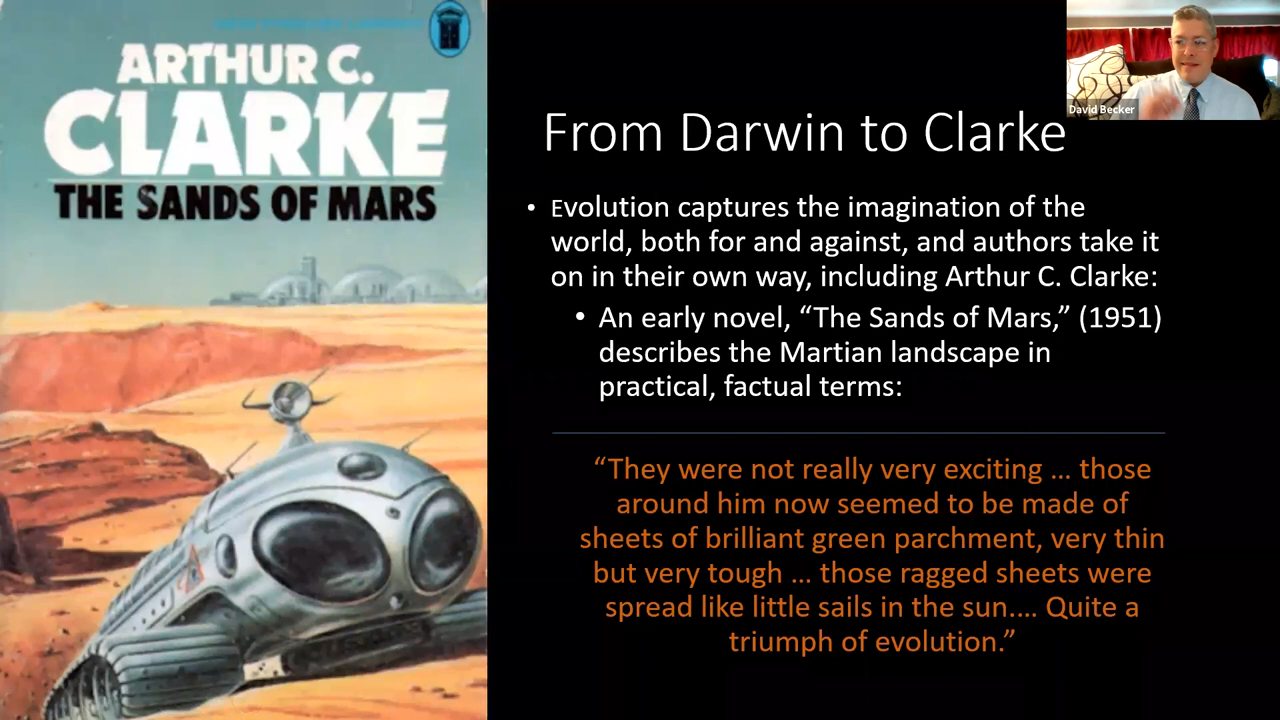 ARTHUR C.
CLARKE
THE SANDS OF MARS
David Becker
From Darwin to Clarke
• Evolution captures the imagination of the
world, both for and against, and authors take it
on in their own way, including Arthur C. Clarke:
• An early novel, “The Sands of Mars,” (1951)
describes the Martian landscape in
practical, factual terms:
“They were not really very exciting … those
around him now seemed to be made of
sheets of brilliant green parchment, very thin
but very tough … those ragged sheets were
spread like little sails in the sun.… Quite a
triumph of evolution.”